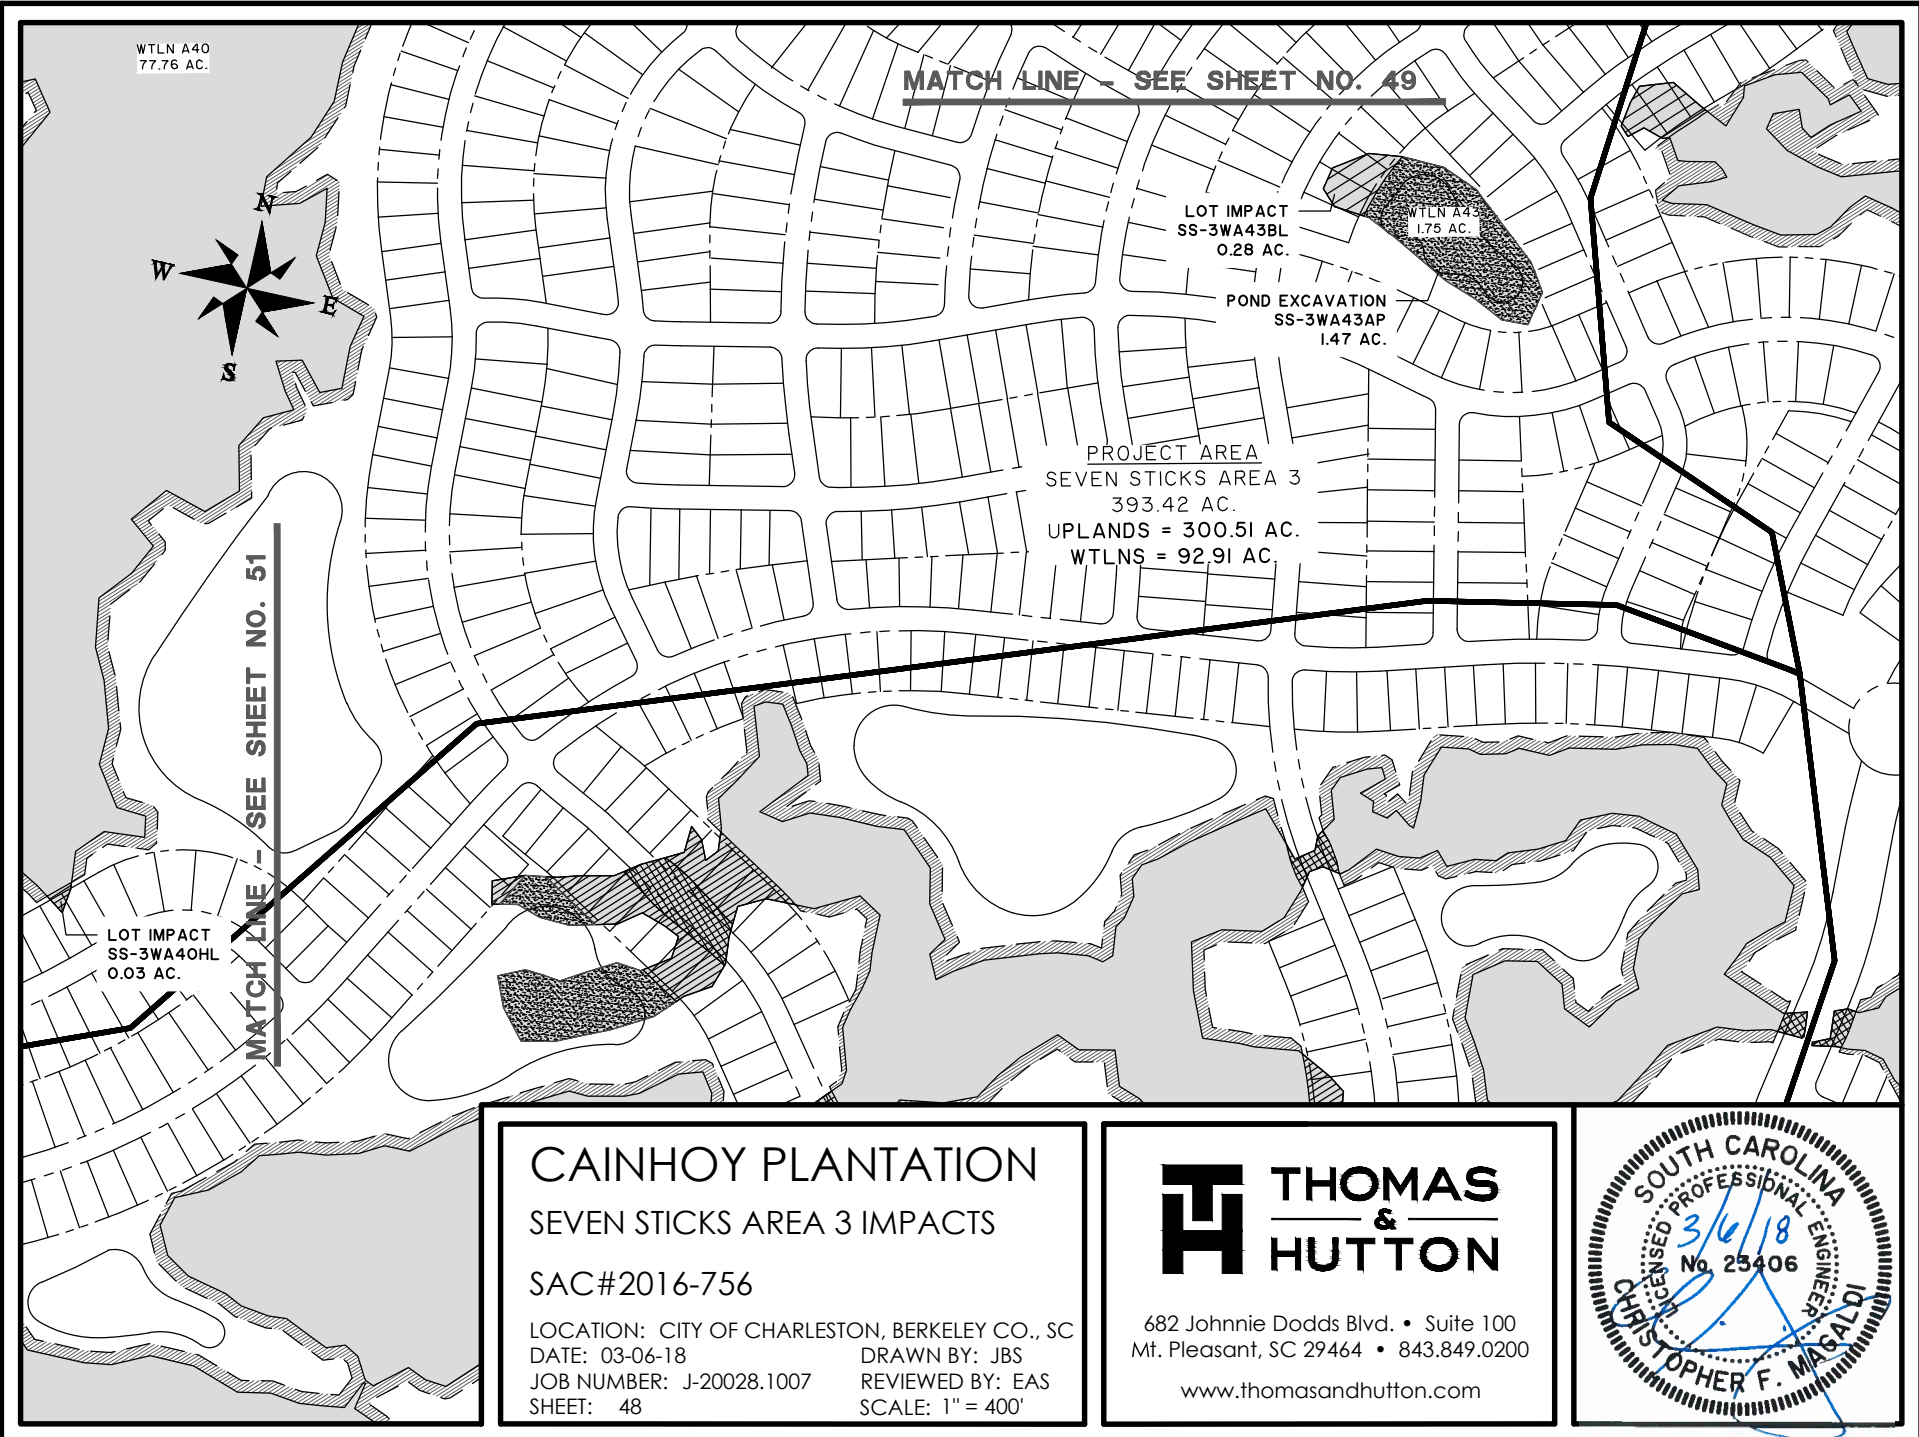 WTLN A40
77.76 AC.
MATCH LINE - SEE SHEET NO. 49
N
W
E
S
LOT IMPACT
SS-3WA43BL
0.28 AC.
WTLN A43
1.75 AC.
POND EXCAVATION
SS-3WA43AP
1.47 AC.
PROJECT AREA
SEVEN STICKS AREA 3
393.42 AC.
UPLANDS = 300.51 AC.
WTLNS = 92.91 AC.
MATCH LINE - SEE SHEET NO. 51
LOT IMPACT
SS-3WA40HL
0.03 AC.
CAINHOY PLANTATION
SEVEN STICKS AREA 3 IMPACTS
SAC#2016-756
LOCATION: CITY OF CHARLESTON, BERKELEY CO., SC
DATE: 03-06-18 DRAWN BY: JBS
JOB NUMBER: J-20028.1007 REVIEWED BY: EAS
SHEET: 48 SCALE: 1" = 400'
TH
THOMAS
&
HUTTON
682 Johnnie Dodds Blvd. • Suite 100
Mt. Pleasant, SC 29464 • 843.849.0200
www.thomasandhutton.com
SOUTH CAROLINA
LICENSED PROFESSIONAL ENGINEER
3/6/18
No. 23406
CHRISTOPHER F. MAGALDI